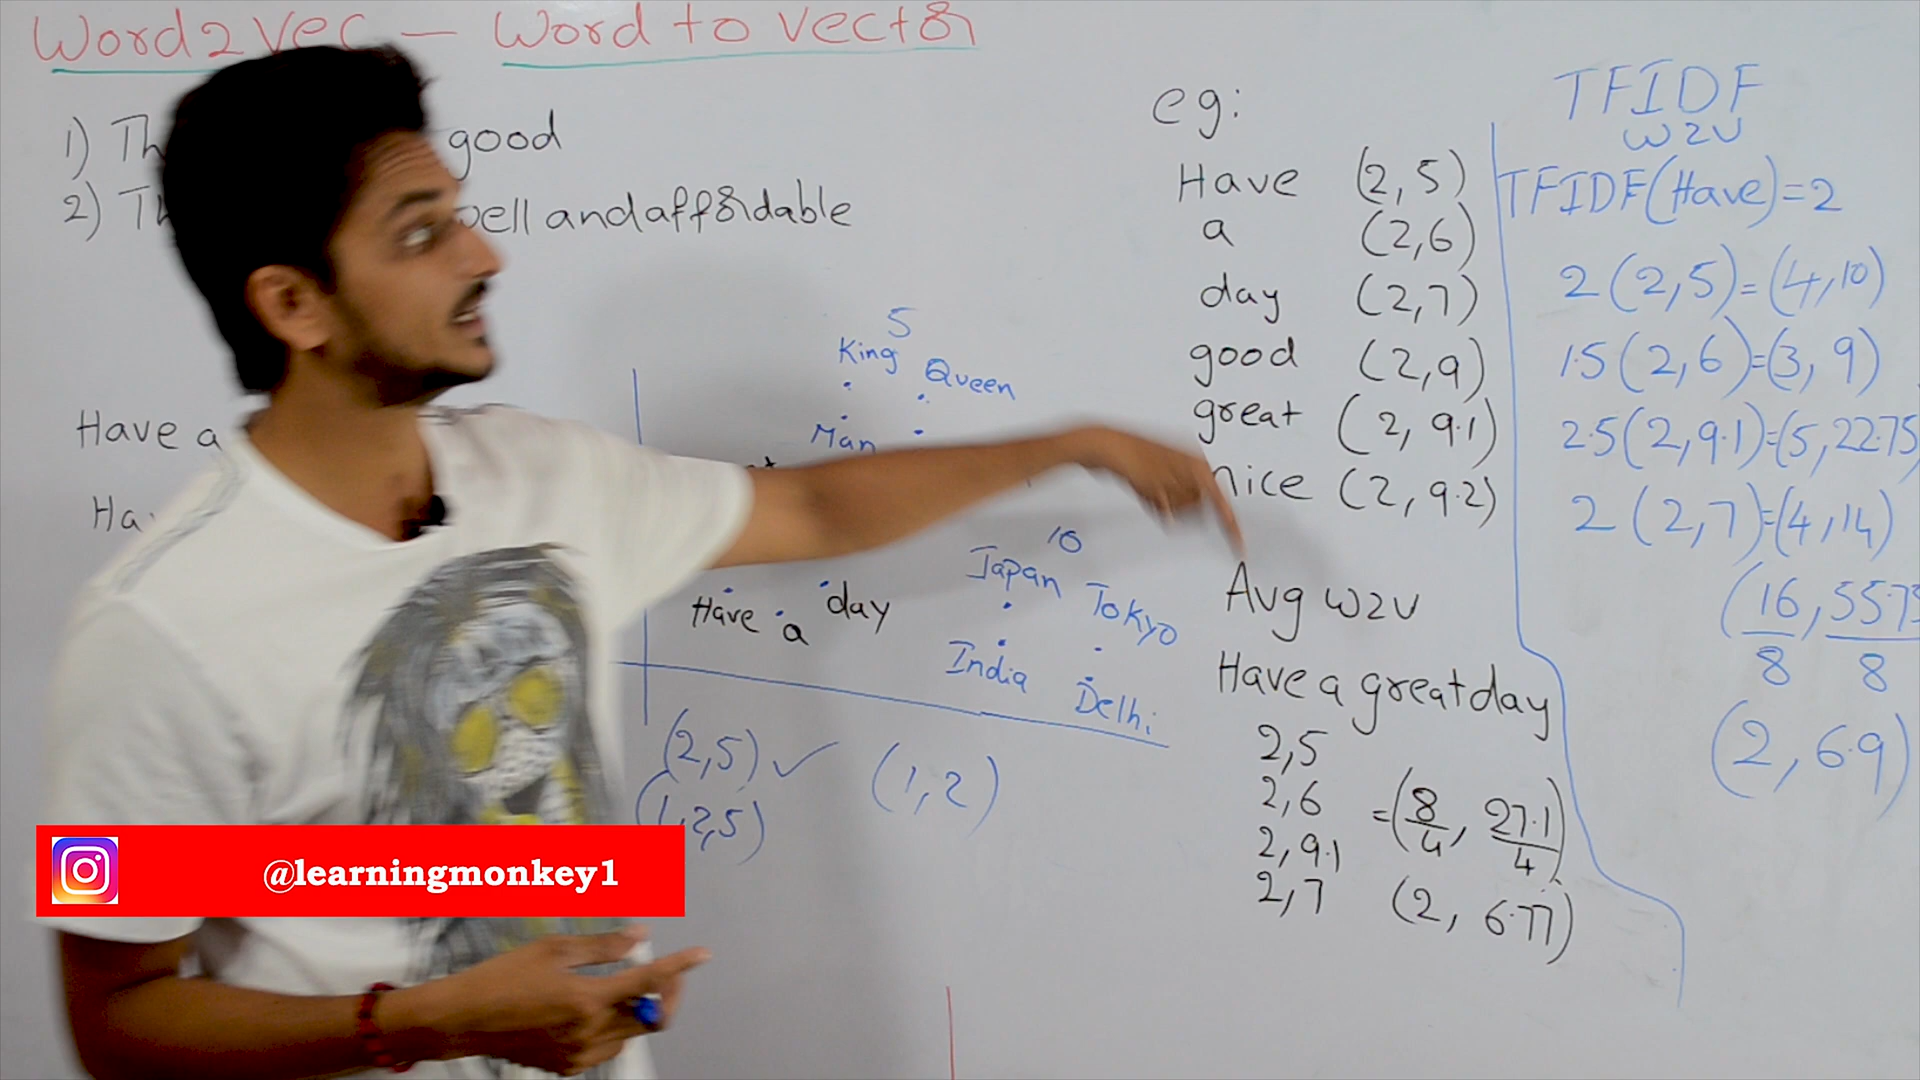 Word2Vec — Word to Vector
1) Th good
2) Th well and affordable
Have a
Ha
5
King Queen
Man
10
Japan Tokyo
India Delhi
Have a day
(2,5) ✓ (1,2)
(1,2,5)
eg:
Have (2,5)
a (2,6)
day (2,7)
good (2,9)
great (2, 9.1)
nice (2, 9.2)
Avg W2V
Have a great day
2,5
2,6
2,9.1
2,7
=(8/4, 27.1/4)
(2, 6.77)
TFIDF
W2V
TFIDF(Have)=2
2(2,5)=(4,10)
1.5(2,6)=(3,9)
2.5(2,9.1)=(5,22.75)
2(2,7)=(4,14)
(16/8, 55.75/8
(2, 6.9)
@learningmonkey1